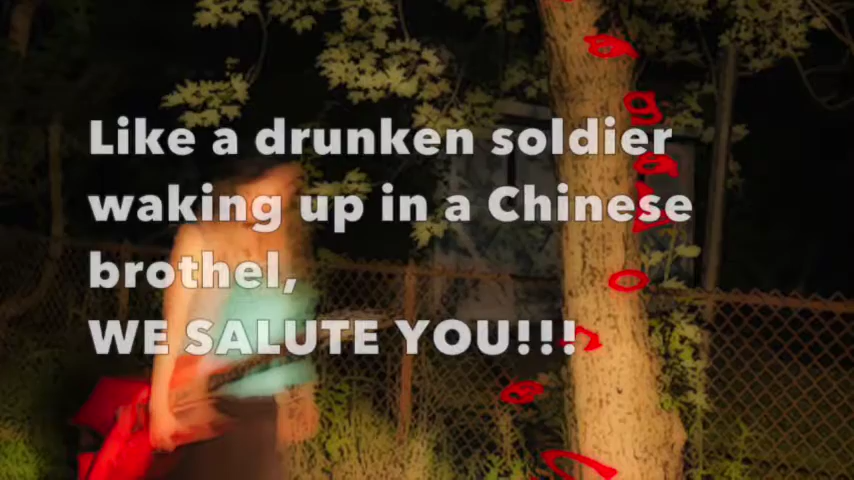 Like a drunken soldier
waking up in a Chinese
brothel,
WE SALUTE YOU!!!